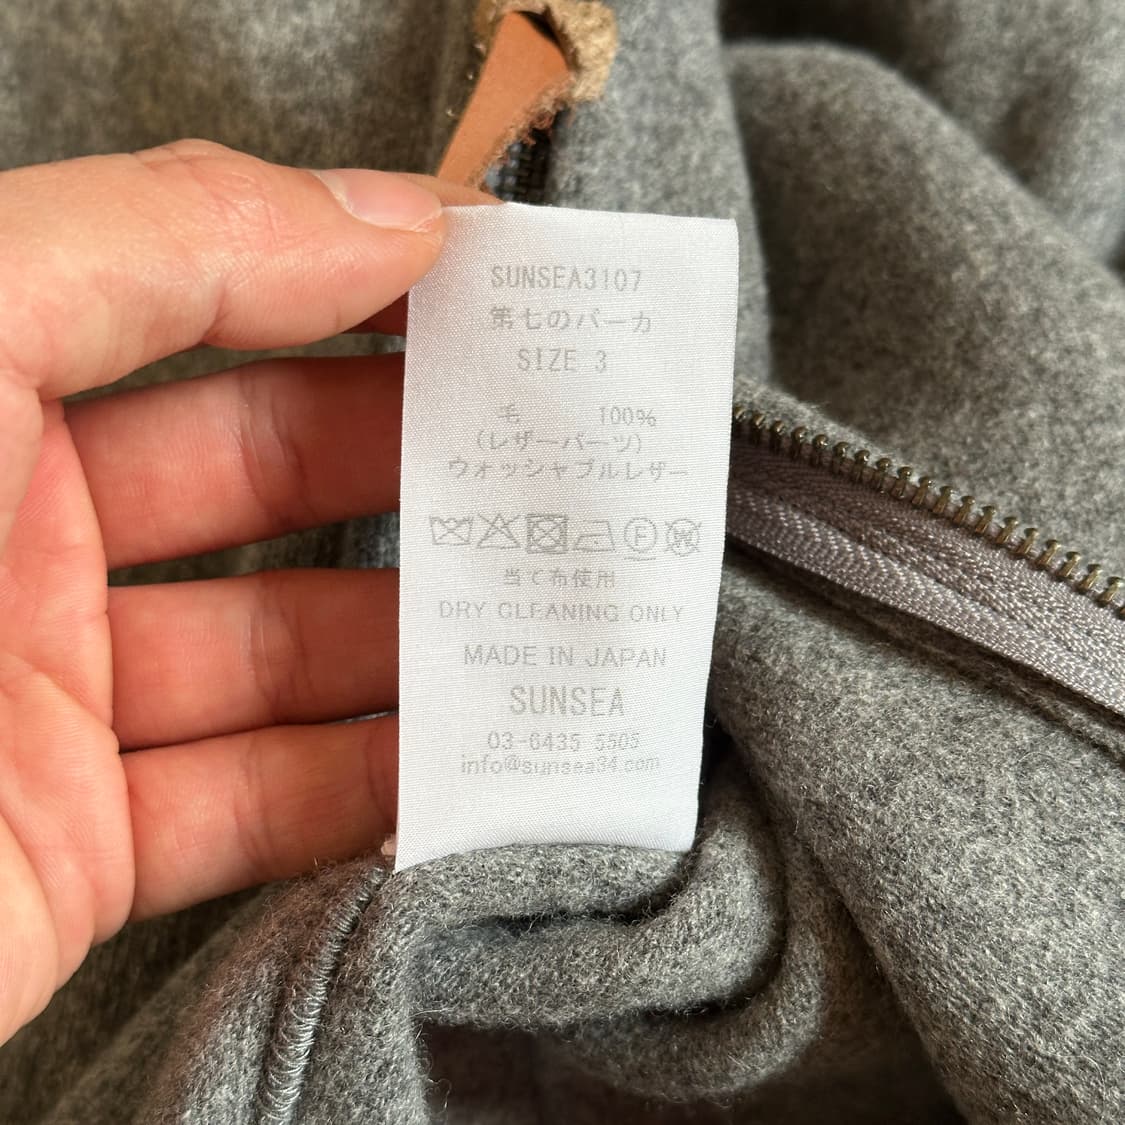 SUNSEA3107
第七のパーカ
SIZE 3
毛 100%
(レザーパーツ)
ウォッシャブルレザー
F W
当て布使用
DRY CLEANING ONLY
MADE IN JAPAN
SUNSEA
03-6435 5505
info@sunsea34.com